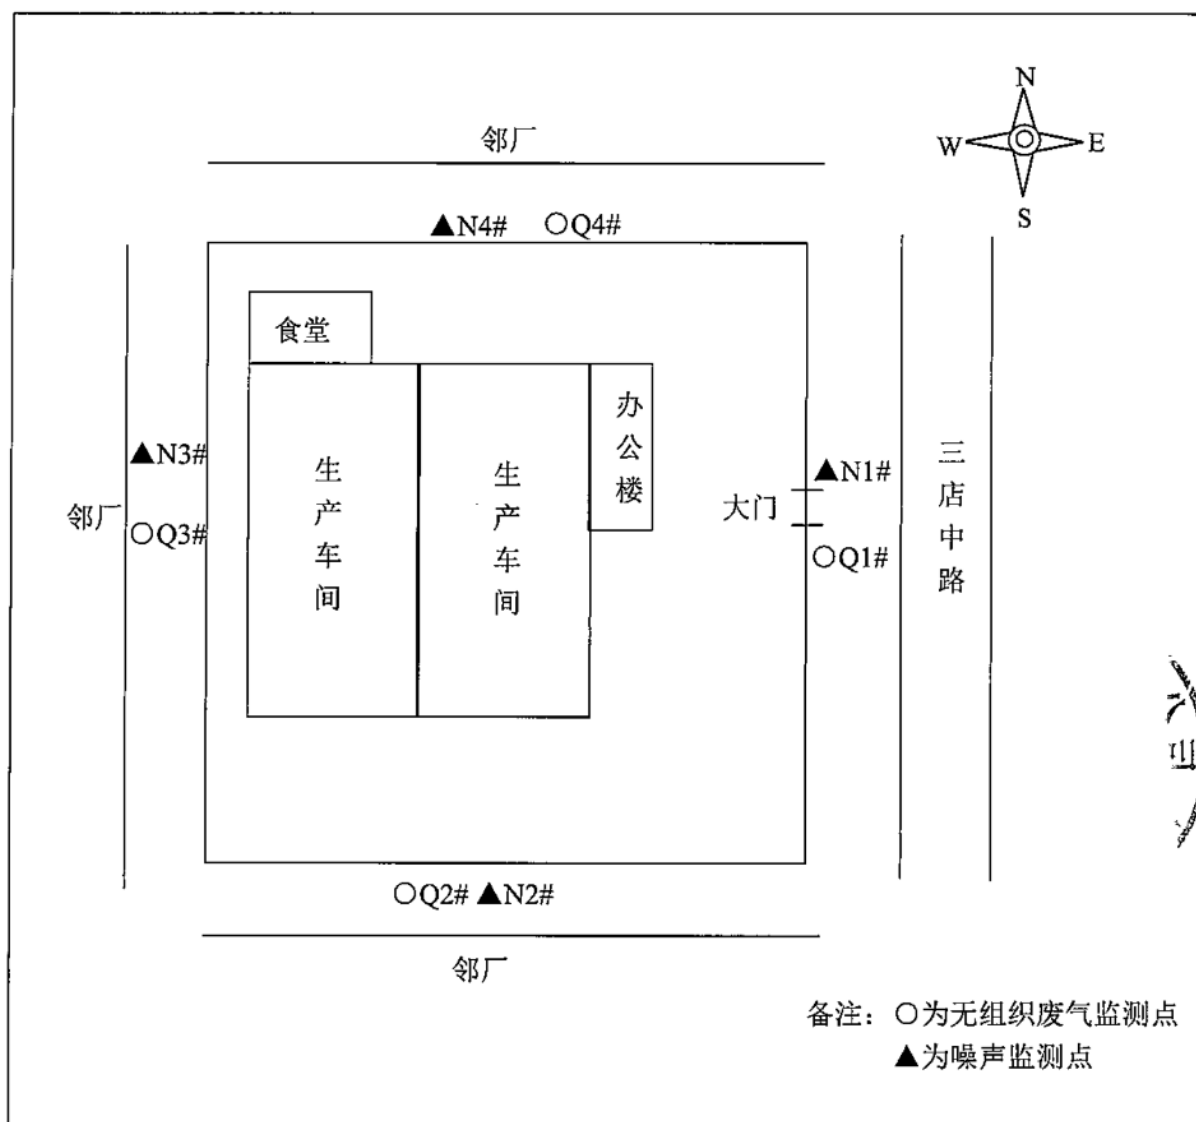 N
W
E
S
邻厂
▲N4# ○Q4#
食堂
办公楼
▲N3#
邻厂
○Q3#
生产车间
生产车间
大门
▲N1#
○Q1#
三店中路
○Q2# ▲N2#
邻厂
备注：○为无组织废气监测点
▲为噪声监测点